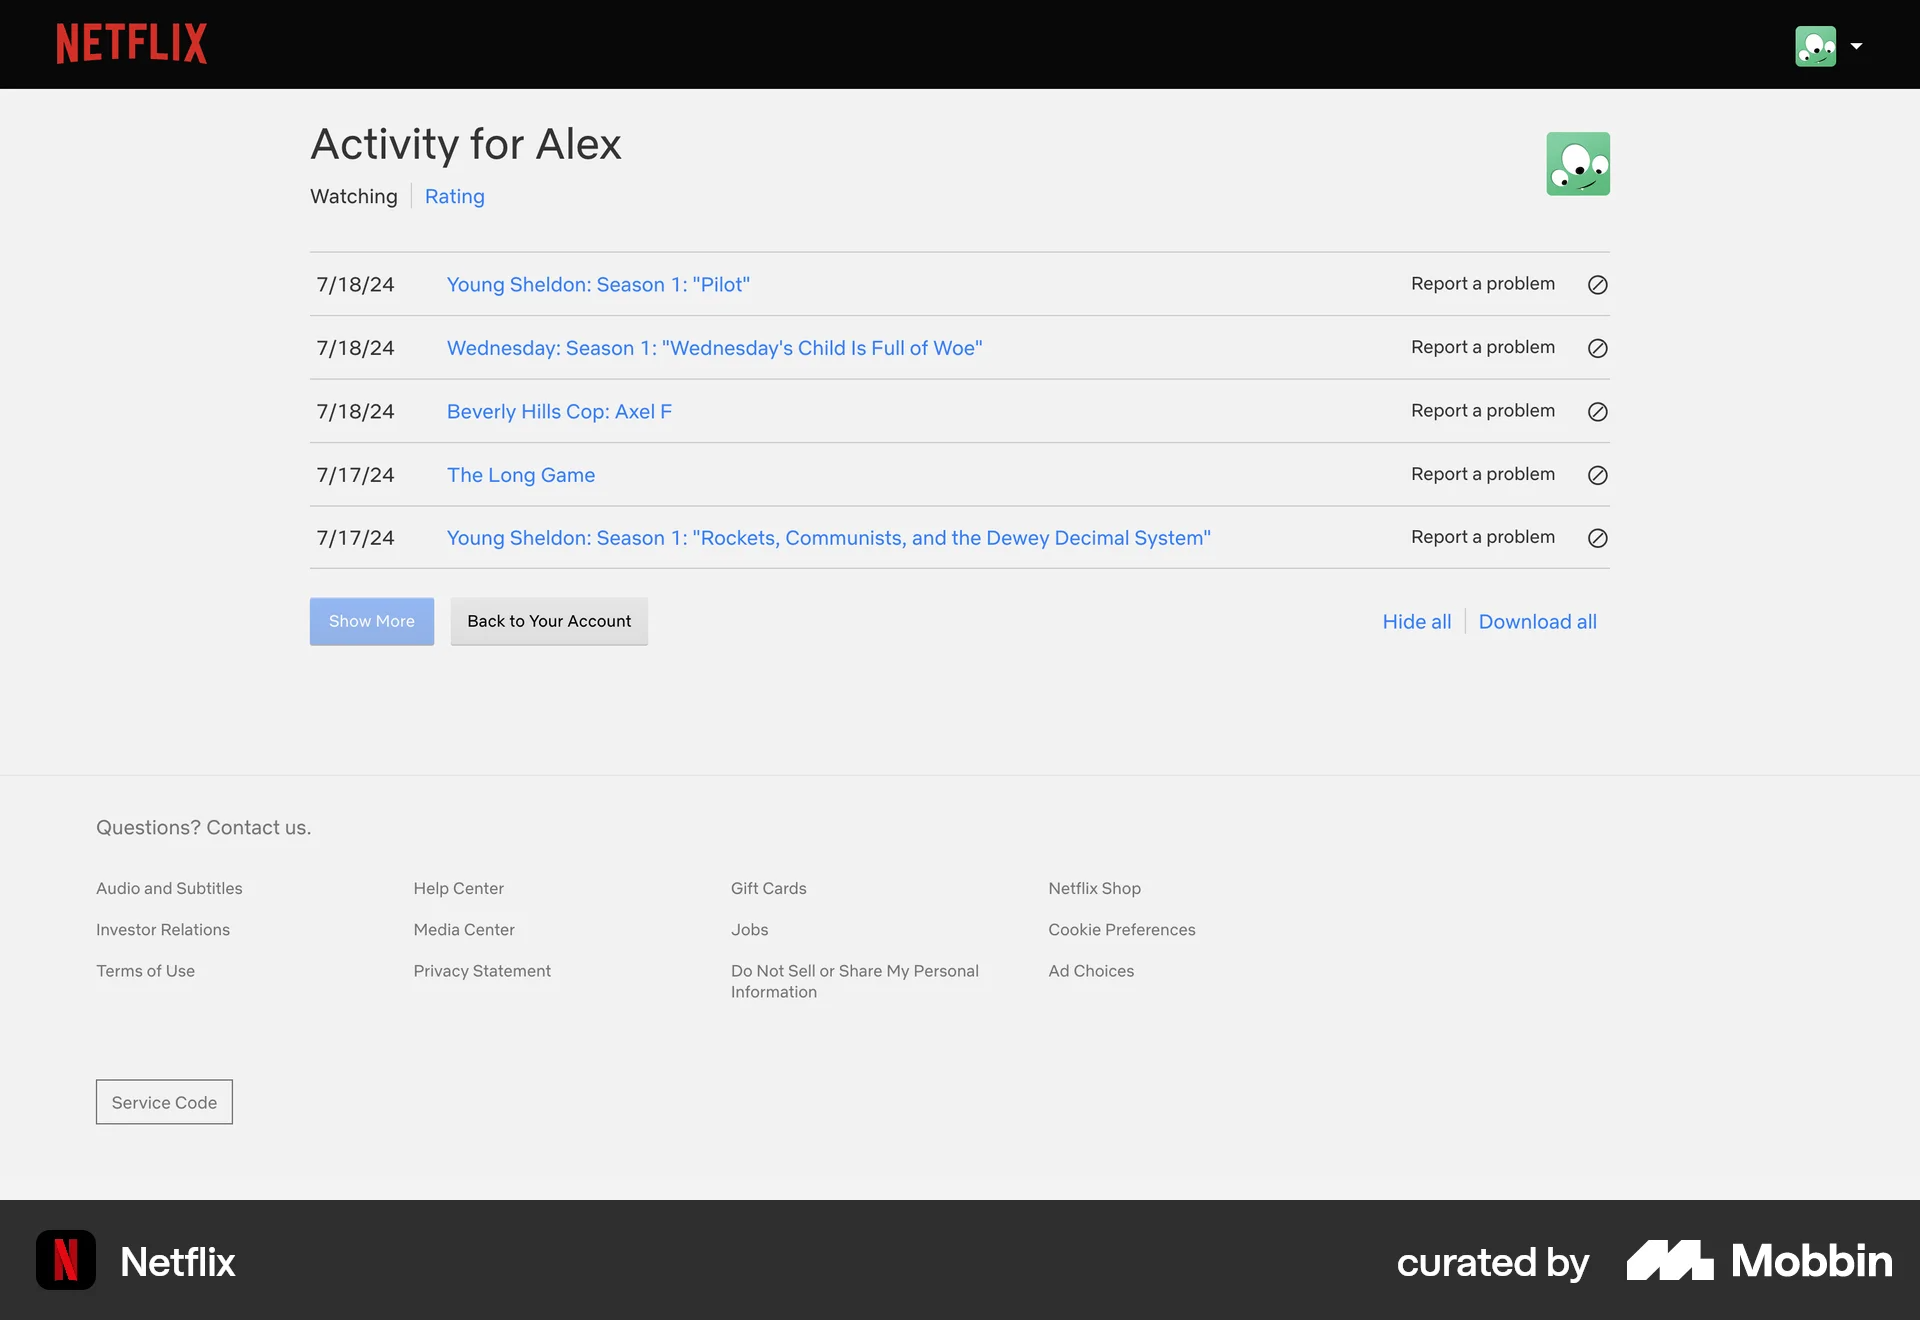 NETFLIX
Activity for Alex
Watching Rating
7/18/24 Young Sheldon: Season 1: "Pilot" Report a problem
7/18/24 Wednesday: Season 1: "Wednesday's Child Is Full of Woe" Report a problem
7/18/24 Beverly Hills Cop: Axel F Report a problem
7/17/24 The Long Game Report a problem
7/17/24 Young Sheldon: Season 1: "Rockets, Communists, and the Dewey Decimal System" Report a problem
Show More Back to Your Account Hide all Download all
Questions? Contact us.
Audio and Subtitles Help Center Gift Cards Netflix Shop
Investor Relations Media Center Jobs Cookie Preferences
Terms of Use Privacy Statement Do Not Sell or Share My Personal Ad Choices
Information
Service Code
N Netflix curated by Mobbin